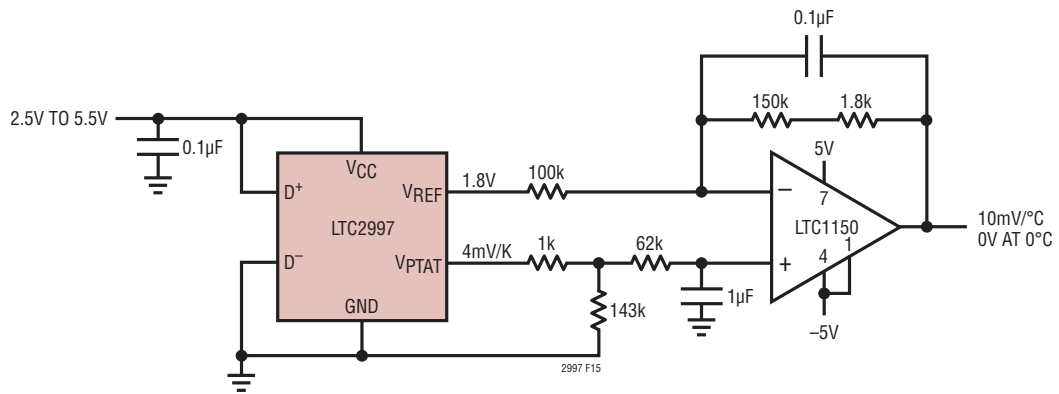 0.1µF
150k
1.8k
2.5V TO 5.5V
0.1µF
VCC
D+
VREF
1.8V
100k
5V
7
–
LTC1150
1
4
+
10mV/°C
0V AT 0°C
LTC2997
D–
VPTAT
4mV/K
1k
62k
1µF
GND
143k
–5V
2997 F15